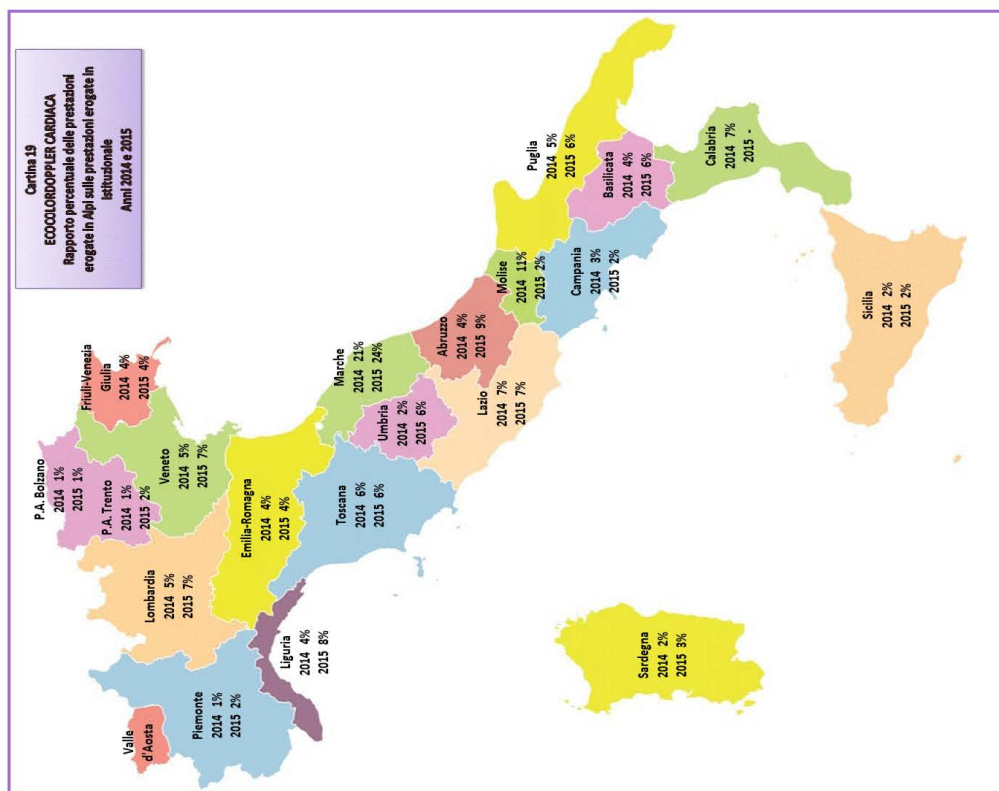 Cartina 19
ECOCOLORDOPPLER CARDIACA
Rapporto percentuale delle prestazioni
erogate in Alpi sulle prestazioni erogate in
Istituzionale
Anni 2014 e 2015
Valle
d'Aosta
Piemonte
2014 1%
2015 2%
Liguria
2014 4%
2015 8%
Lombardia
2014 5%
2015 7%
P.A. Bolzano
2014 1%
2015 1%
P.A. Trento
2014 1%
2015 2%
Veneto
2014 5%
2015 7%
Friuli-Venezia
Giulia
2014 4%
2015 4%
Emilia-Romagna
2014 4%
2015 4%
Toscana
2014 6%
2015 6%
Marche
2014 21%
2015 24%
Umbria
2014 2%
2015 6%
Lazio
2014 7%
2015 7%
Abruzzo
2014 4%
2015 9%
Molise
2014 11%
2015 2%
Campania
2014 3%
2015 2%
Puglia
2014 5%
2015 6%
Basilicata
2014 4%
2015 6%
Calabria
2014 7%
2015 -
Sicilia
2014 2%
2015 2%
Sardegna
2014 2%
2015 3%